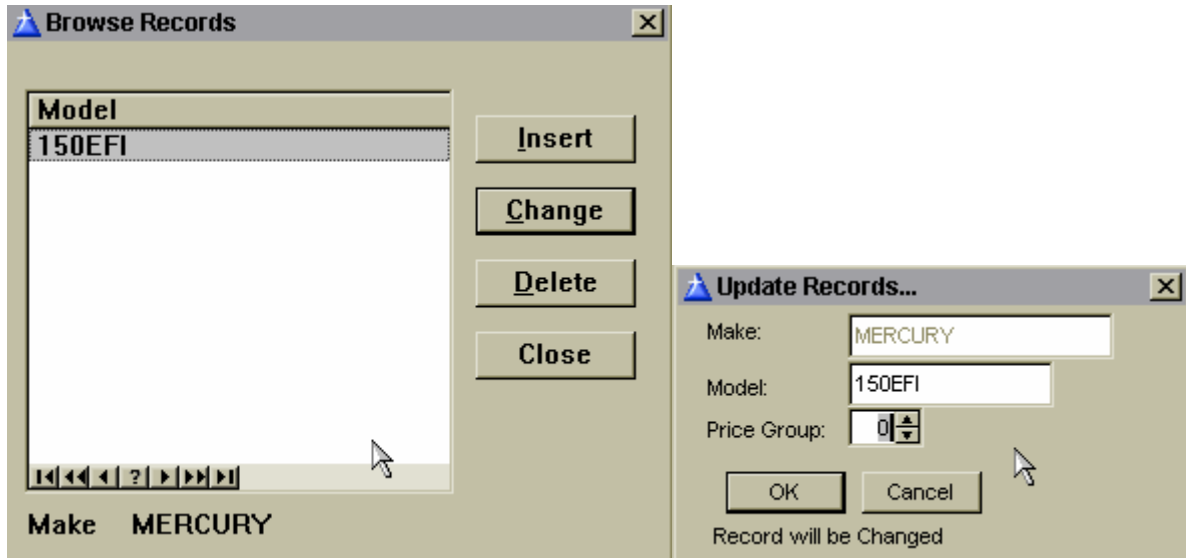 Browse Records
Model
150EFI
Insert
Change
Delete
Close
?
Make MERCURY
Update Records...
Make: MERCURY
Model: 150EFI
Price Group: 0
OK Cancel
Record will be Changed